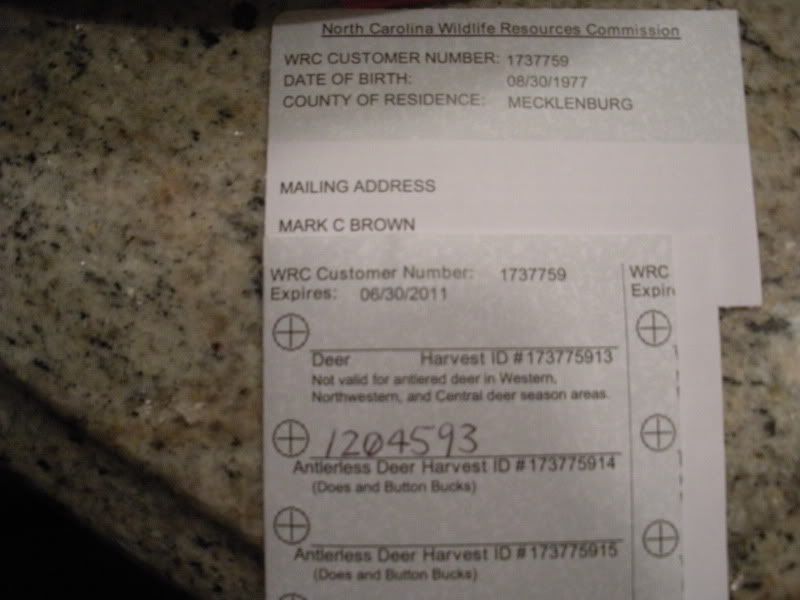 North Carolina Wildlife Resources Commission
WRC CUSTOMER NUMBER: 1737759
DATE OF BIRTH: 08/30/1977
COUNTY OF RESIDENCE: MECKLENBURG
MAILING ADDRESS
MARK C BROWN
WRC Customer Number: 1737759 WRC
Expires: 06/30/2011
Deer Harvest ID #173775913
Not valid for antlered deer in Western,
Northwestern, and Central deer season areas.
1204593
Antlerless Deer Harvest ID #173775914
(Does and Button Bucks)
Antlerless Deer Harvest ID #173775915
(Does and Button Bucks)